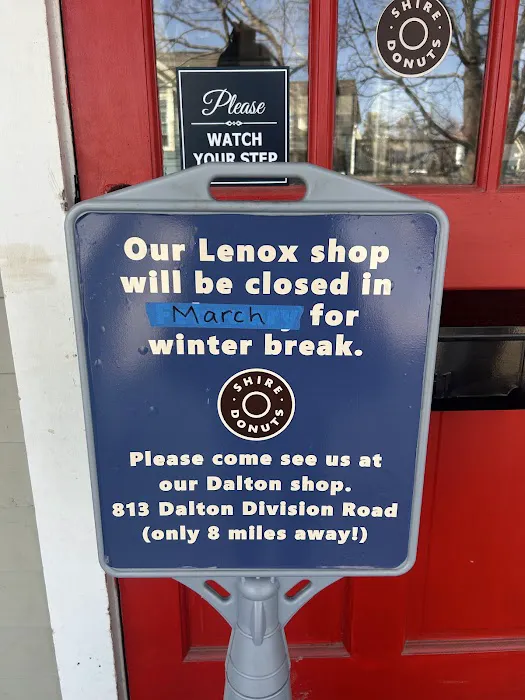 SHIRE
DONUTS
Please
WATCH
YOUR STEP
Our Lenox shop
will be closed in
March for
winter break.
SHIRE
DONUTS
Please come see us at
our Dalton shop.
813 Dalton Division Road
(only 8 miles away!)